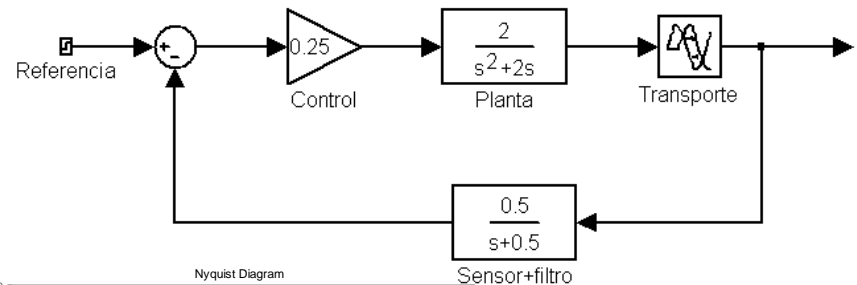 +
-
0.25
2
s2+2s
Referencia
Control
Planta
Transporte
0.5
s+0.5
Nyquist Diagram
Sensor+filtro